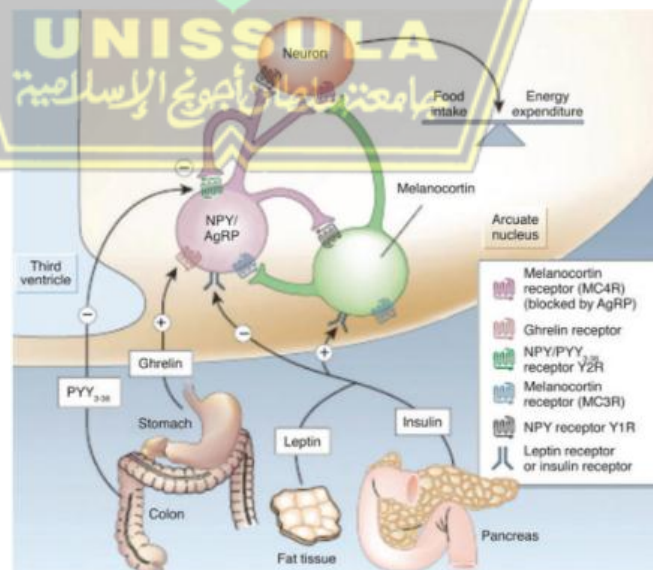 UNISSULA
جامعتسلطان أجونج الإسلامية
Neuron
Food
intake
Energy
expenditure
Melanocortin
NPY/
AgRP
Arcuate
nucleus
Third
ventricle
Ghrelin
PYY3-36
Stomach
Leptin
Insulin
Colon
Fat tissue
Pancreas
Melanocortin
receptor (MC4R)
(blocked by AgRP)
Ghrelin receptor
NPY/PYY3-36
receptor Y2R
Melanocortin
receptor (MC3R)
NPY receptor Y1R
Leptin receptor
or insulin receptor